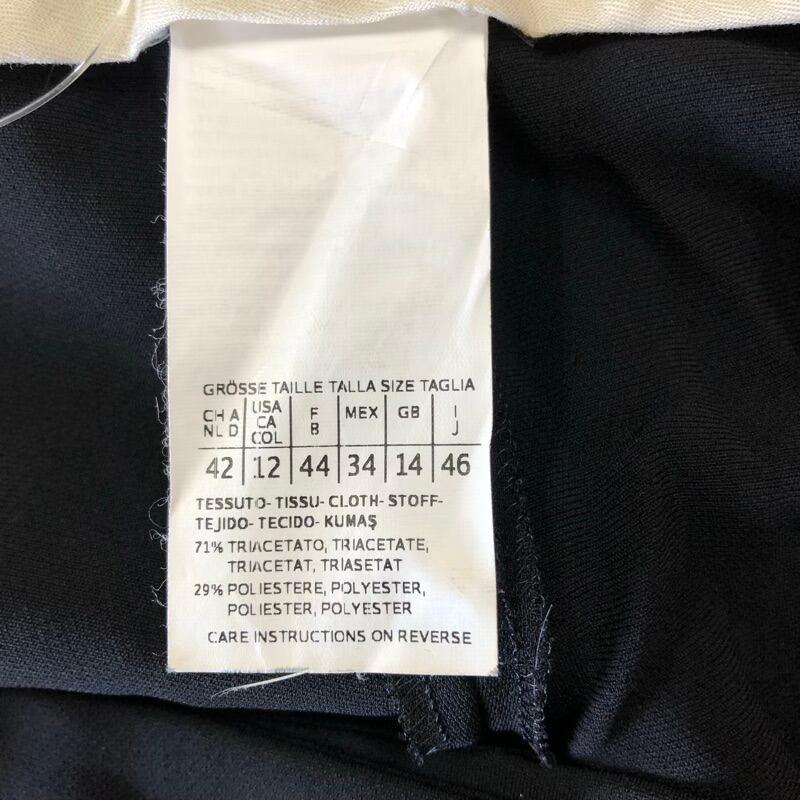 GRÖSSE TAILLE TALLA SIZE TAGLIA
CH A NL D USA CA COL F B MEX GB I J
42 12 44 34 14 46
TESSUTO- TISSU- CLOTH- STOFF-
TEJIDO- TECIDO- KUMAŞ
71% TRIACETATO, TRIACETATE,
TRIACETAT, TRIASETAT
29% POLIESTERE, POLYESTER,
POLIESTER, POLYESTER
CARE INSTRUCTIONS ON REVERSE